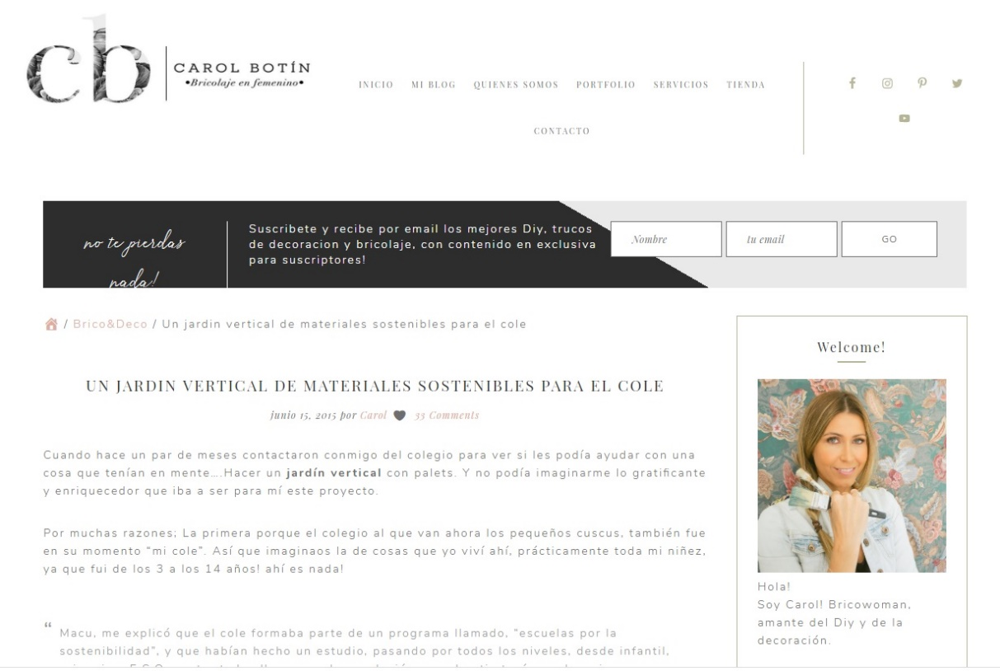 cb
CAROL BOTÍN
•Bricolaje en femenino•
INICIO MI BLOG QUIENES SOMOS PORTFOLIO SERVICIOS TIENDA
CONTACTO
no te pierdas
nada!
Suscribete y recibe por email los mejores Diy, trucos
de decoracion y bricolaje, con contenido en exclusiva
para suscriptores!
Nombre
tu email
GO
/ Brico&Deco / Un jardin vertical de materiales sostenibles para el cole
UN JARDIN VERTICAL DE MATERIALES SOSTENIBLES PARA EL COLE
junio 15, 2015 por Carol 33 Comments
Cuando hace un par de meses contactaron conmigo del colegio para ver si les podía ayudar con una
cosa que tenían en mente….Hacer un jardín vertical con palets. Y no podía imaginarme lo gratificante
y enriquecedor que iba a ser para mí este proyecto.
Por muchas razones; La primera porque el colegio al que van ahora los pequeños cuscus, también fue
en su momento “mi cole”. Así que imaginaos la de cosas que yo viví ahí, prácticamente toda mi niñez,
ya que fui de los 3 a los 14 años! ahí es nada!
“ Macu, me explicó que el cole formaba parte de un programa llamado, “escuelas por la
sostenibilidad”, y que habían hecho un estudio, pasando por todos los niveles, desde infantil,
Welcome!
Hola!
Soy Carol! Bricowoman,
amante del Diy y de la
decoración.